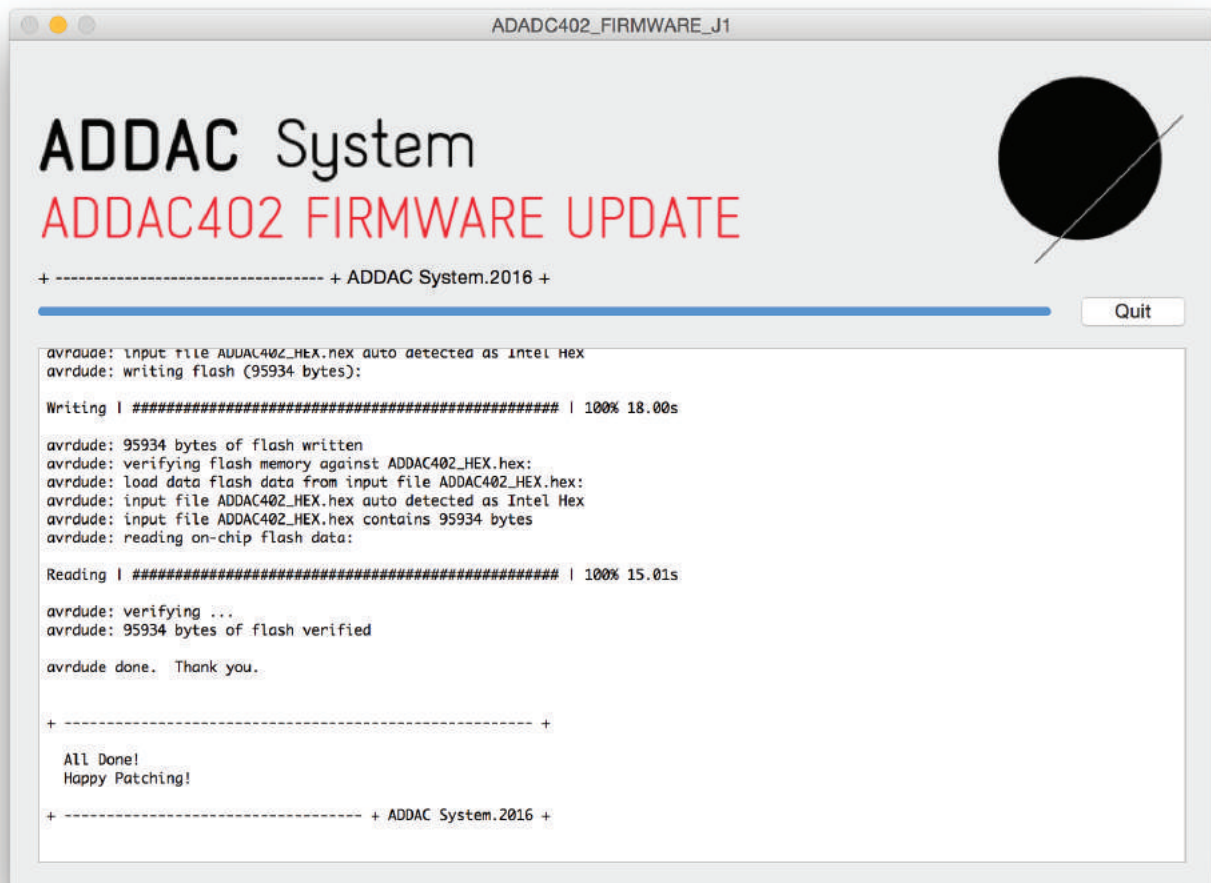 ADADC402_FIRMWARE_J1
ADDAC System
ADDAC402 FIRMWARE UPDATE
+ ----------------------------------- + ADDAC System.2016 +
Quit
avrdude: input file ADDAC402_HEX.hex auto detected as Intel Hex
avrdude: writing flash (95934 bytes):
Writing | ################################################## | 100% 18.00s
avrdude: 95934 bytes of flash written
avrdude: verifying flash memory against ADDAC402_HEX.hex:
avrdude: load data flash data from input file ADDAC402_HEX.hex:
avrdude: input file ADDAC402_HEX.hex auto detected as Intel Hex
avrdude: input file ADDAC402_HEX.hex contains 95934 bytes
avrdude: reading on-chip flash data:
Reading | ################################################## | 100% 15.01s
avrdude: verifying ...
avrdude: 95934 bytes of flash verified
avrdude done.  Thank you.
+ ------------------------------------------------------- +
All Done!
Happy Patching!
+ ----------------------------------- + ADDAC System.2016 +